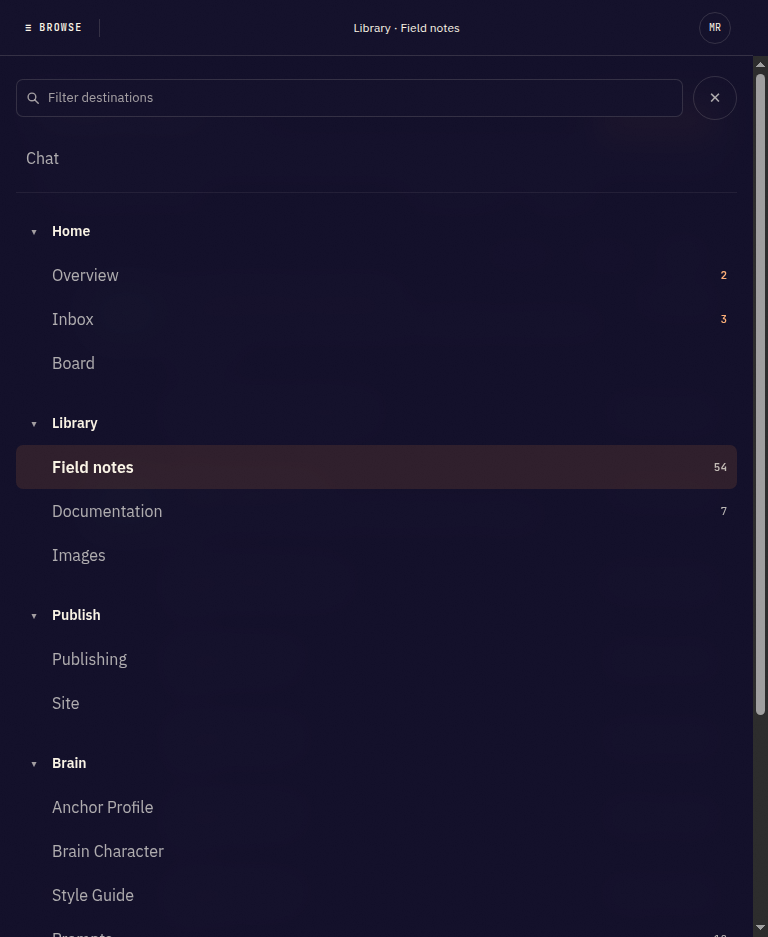 ≡ BROWSE
Library · Field notes
MR
Filter destinations
×
Chat
▾ Home
Overview 2
Inbox 3
Board
▾ Library
Field notes 54
Documentation 7
Images
▾ Publish
Publishing
Site
▾ Brain
Anchor Profile
Brain Character
Style Guide